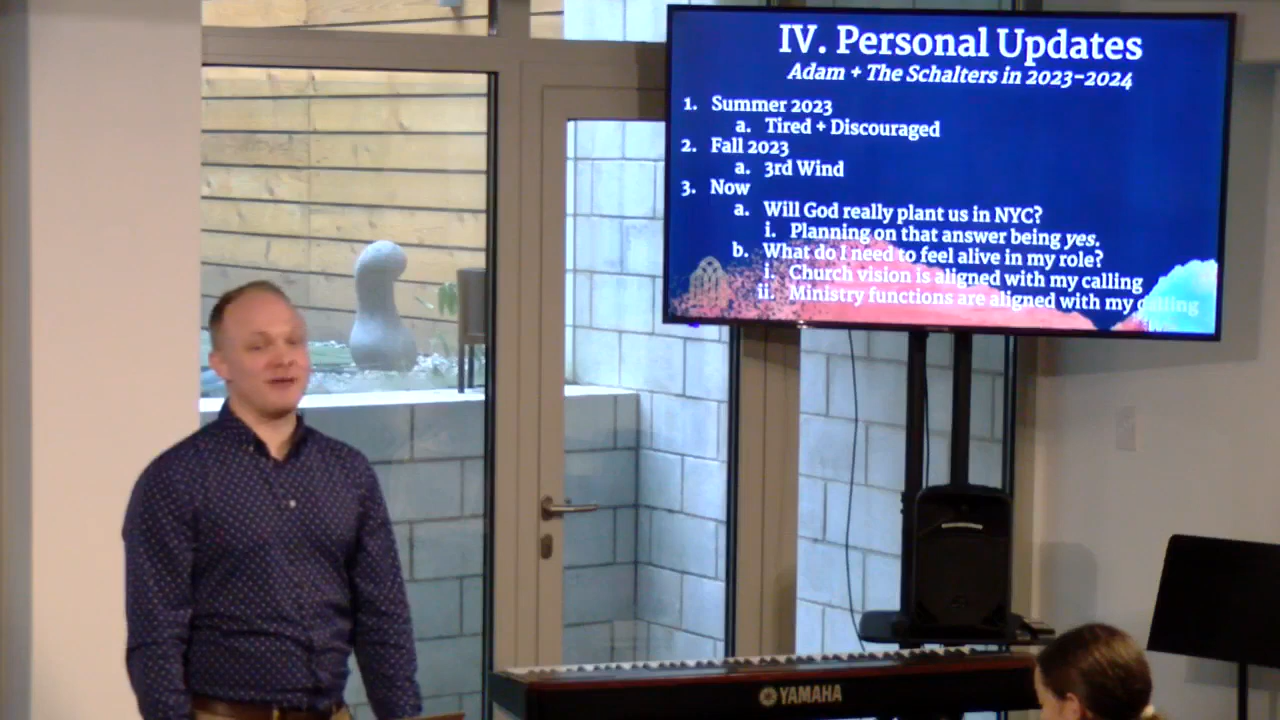 IV. Personal Updates
Adam + The Schalters in 2023-2024
1. Summer 2023
a. Tired + Discouraged
2. Fall 2023
a. 3rd Wind
3. Now
a. Will God really plant us in NYC?
i. Planning on that answer being yes.
b. What do I need to feel alive in my role?
i. Church vision is aligned with my calling
ii. Ministry functions are aligned with my calling
YAMAHA